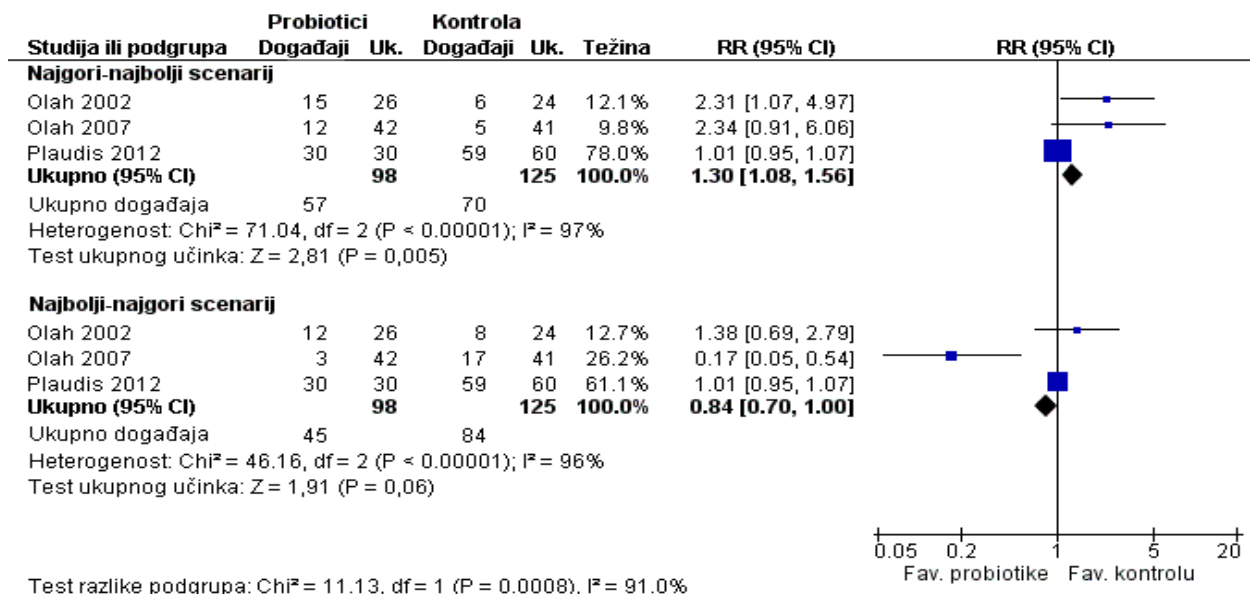 Probiotici Kontrola
Studija ili podgrupa Događaji Uk. Događaji Uk. Težina RR (95% CI) RR (95% CI)
Najgori-najbolji scenarij
Olah 2002 15 26 6 24 12.1% 2.31 [1.07, 4.97]
Olah 2007 12 42 5 41 9.8% 2.34 [0.91, 6.06]
Plaudis 2012 30 30 59 60 78.0% 1.01 [0.95, 1.07]
Ukupno (95% CI) 98 125 100.0% 1.30 [1.08, 1.56]
Ukupno događaja 57 70
Heterogenost: Chi² = 71.04, df = 2 (P < 0.00001); I² = 97%
Test ukupnog učinka: Z = 2,81 (P = 0,005)
Najbolji-najgori scenarij
Olah 2002 12 26 8 24 12.7% 1.38 [0.69, 2.79]
Olah 2007 3 42 17 41 26.2% 0.17 [0.05, 0.54]
Plaudis 2012 30 30 59 60 61.1% 1.01 [0.95, 1.07]
Ukupno (95% CI) 98 125 100.0% 0.84 [0.70, 1.00]
Ukupno događaja 45 84
Heterogenost: Chi² = 46.16, df = 2 (P < 0.00001); I² = 96%
Test ukupnog učinka: Z = 1,91 (P = 0,06)
0.05 0.2 1 5 20
Fav. probiotike Fav. kontrolu
Test razlike podgrupa: Chi² = 11.13, df = 1 (P = 0.0008), I² = 91.0%